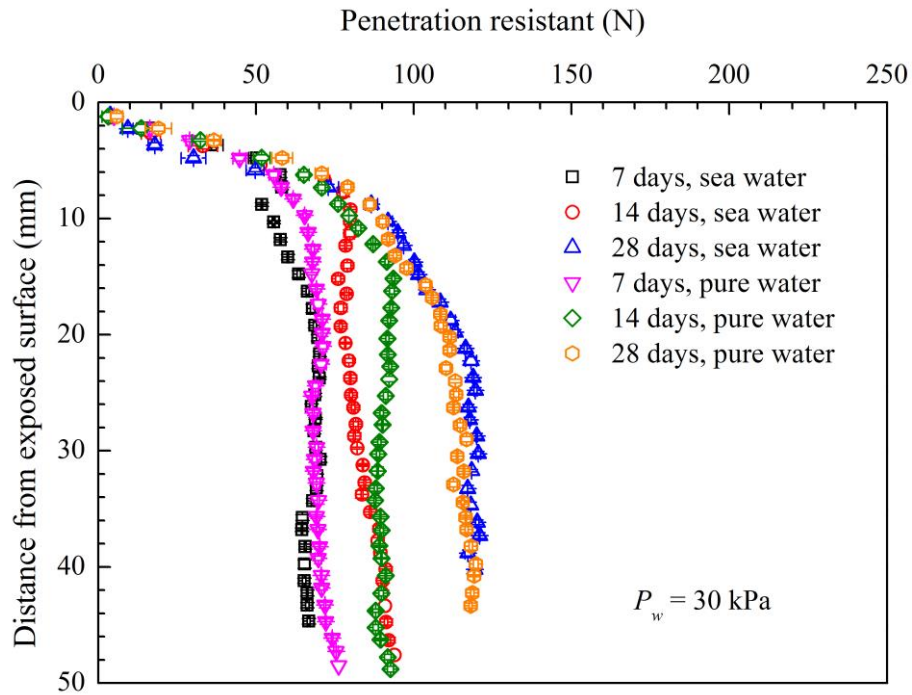 Penetration resistant (N)
0 50 100 150 200 250
0
10
20
30
40
50
Distance from exposed surface (mm)
7 days, sea water
14 days, sea water
28 days, sea water
7 days, pure water
14 days, pure water
28 days, pure water
P_w = 30 kPa